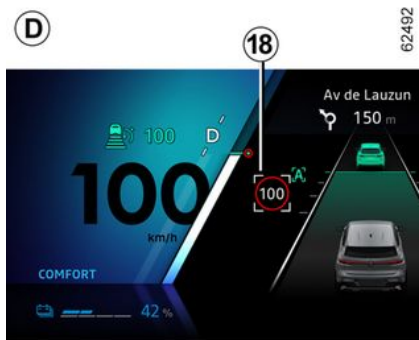 D
18
62492
Av de Lauzun
150 m
100
D
A
100
100
km/h
COMFORT
42 %